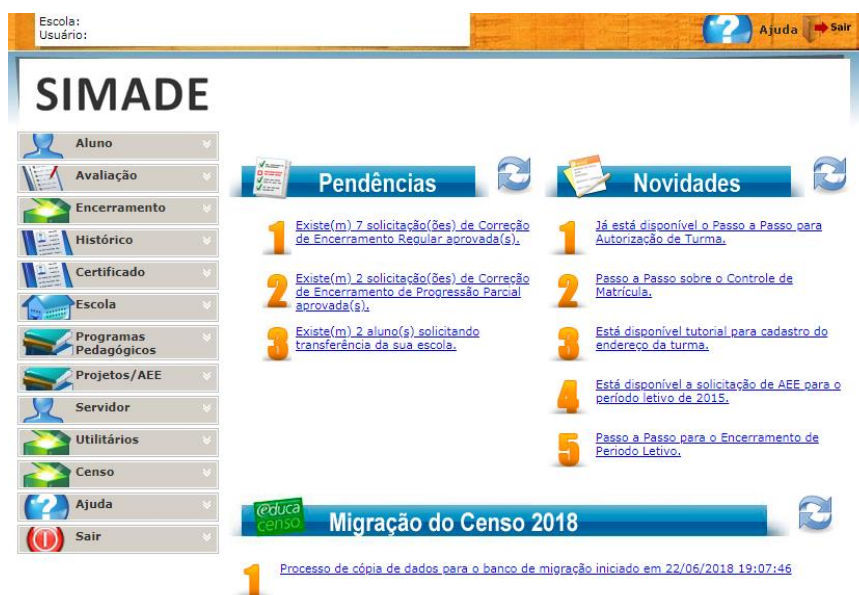 Escola:
Usuário:
Ajuda
Sair
SIMADE
Aluno
Avaliação
Encerramento
Histórico
Certificado
Escola
Programas
Pedagógicos
Projetos/AEE
Servidor
Utilitários
Censo
Ajuda
Sair
Pendências
1 Existe(m) 7 solicitação(ões) de Correção
de Encerramento Regular aprovada(s).
2 Existe(m) 2 solicitação(ões) de Correção
de Encerramento de Progressão Parcial
aprovada(s).
3 Existe(m) 2 aluno(s) solicitando
transferência da sua escola.
Novidades
1 Já está disponível o Passo a Passo para
Autorização de Turma.
2 Passo a Passo sobre o Controle de
Matrícula.
3 Está disponível tutorial para cadastro do
endereço da turma.
4 Está disponível a solicitação de AEE para o
período letivo de 2015.
5 Passo a Passo para o Encerramento de
Periodo Letivo.
educa
censo
Migração do Censo 2018
1 Processo de cópia de dados para o banco de migração iniciado em 22/06/2018 19:07:46